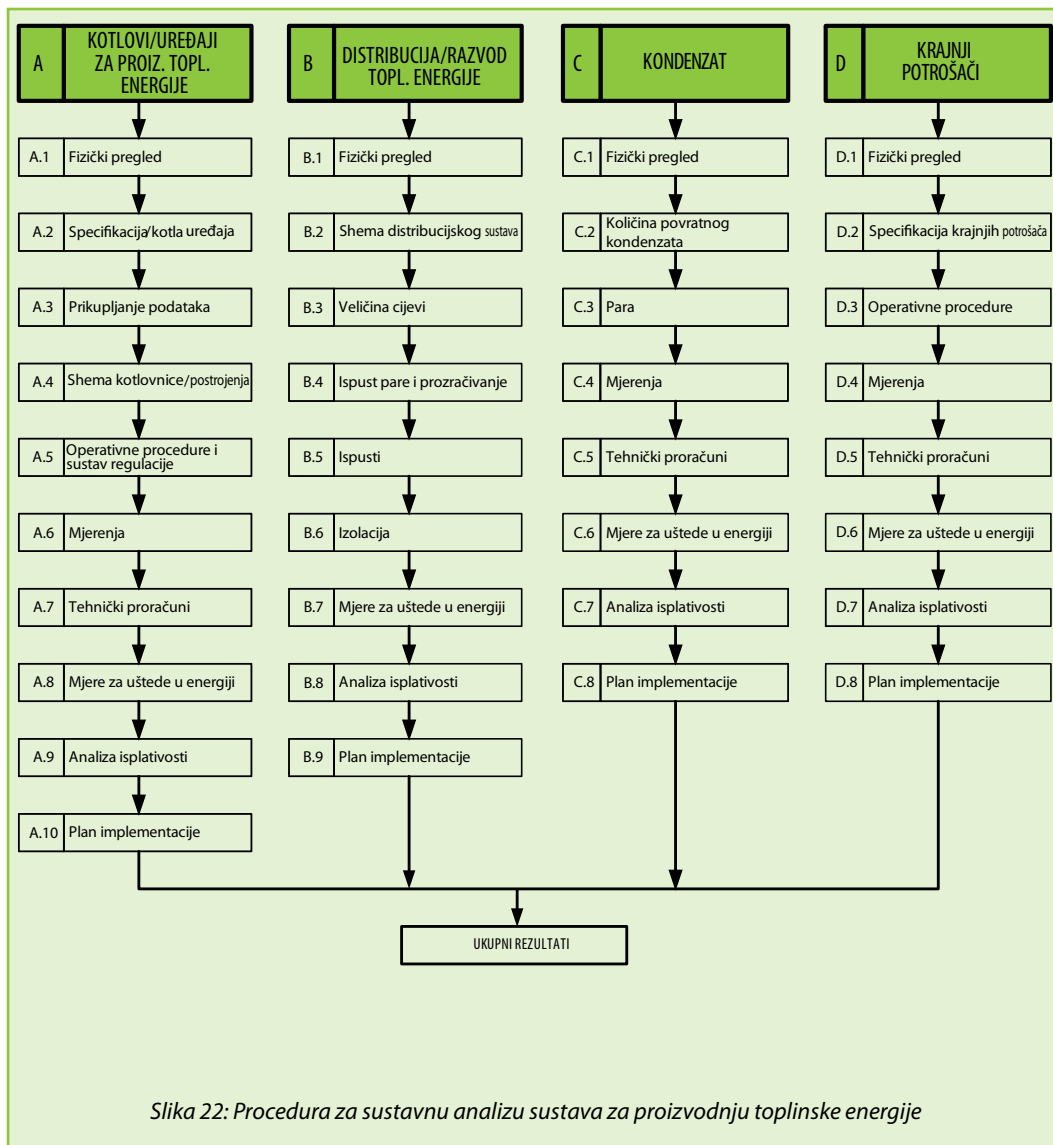 A
KOTLOVI/UREĐAJI
ZA PROIZ. TOPL.
ENERGIJE
A.1 Fizički pregled
A.2 Specifikacija/kotla uređaja
A.3 Prikupljanje podataka
A.4 Shema kotlovnice/postrojenja
A.5
Operativne procedure i
sustav regulacije
A.6 Mjerenja
A.7 Tehnički proračuni
A.8 Mjere za uštede u energiji
A.9 Analiza isplativosti
A.10 Plan implementacije
B
DISTRIBUCIJA/RAZVOD
TOPL. ENERGIJE
B.1 Fizički pregled
B.2 Shema distribucijskog sustava
B.3 Veličina cijevi
B.4 Ispust pare i prozračivanje
B.5 Ispusti
B.6 Izolacija
B.7 Mjere za uštede u energiji
B.8 Analiza isplativosti
B.9 Plan implementacije
C
KONDENZAT
C.1 Fizički pregled
C.2
Količina povratnog
kondenzata
C.3 Para
C.4 Mjerenja
C.5 Tehnički proračuni
C.6 Mjere za uštede u energiji
C.7 Analiza isplativosti
C.8 Plan implementacije
D
KRAJNJI
POTROŠAČI
D.1 Fizički pregled
D.2 Specifikacija krajnjih potrošača
D.3 Operativne procedure
D.4 Mjerenja
D.5 Tehnički proračuni
D.6 Mjere za uštede u energiji
D.7 Analiza isplativosti
D.8 Plan implementacije
UKUPNI REZULTATI
Slika 22: Procedura za sustavnu analizu sustava za proizvodnju toplinske energije